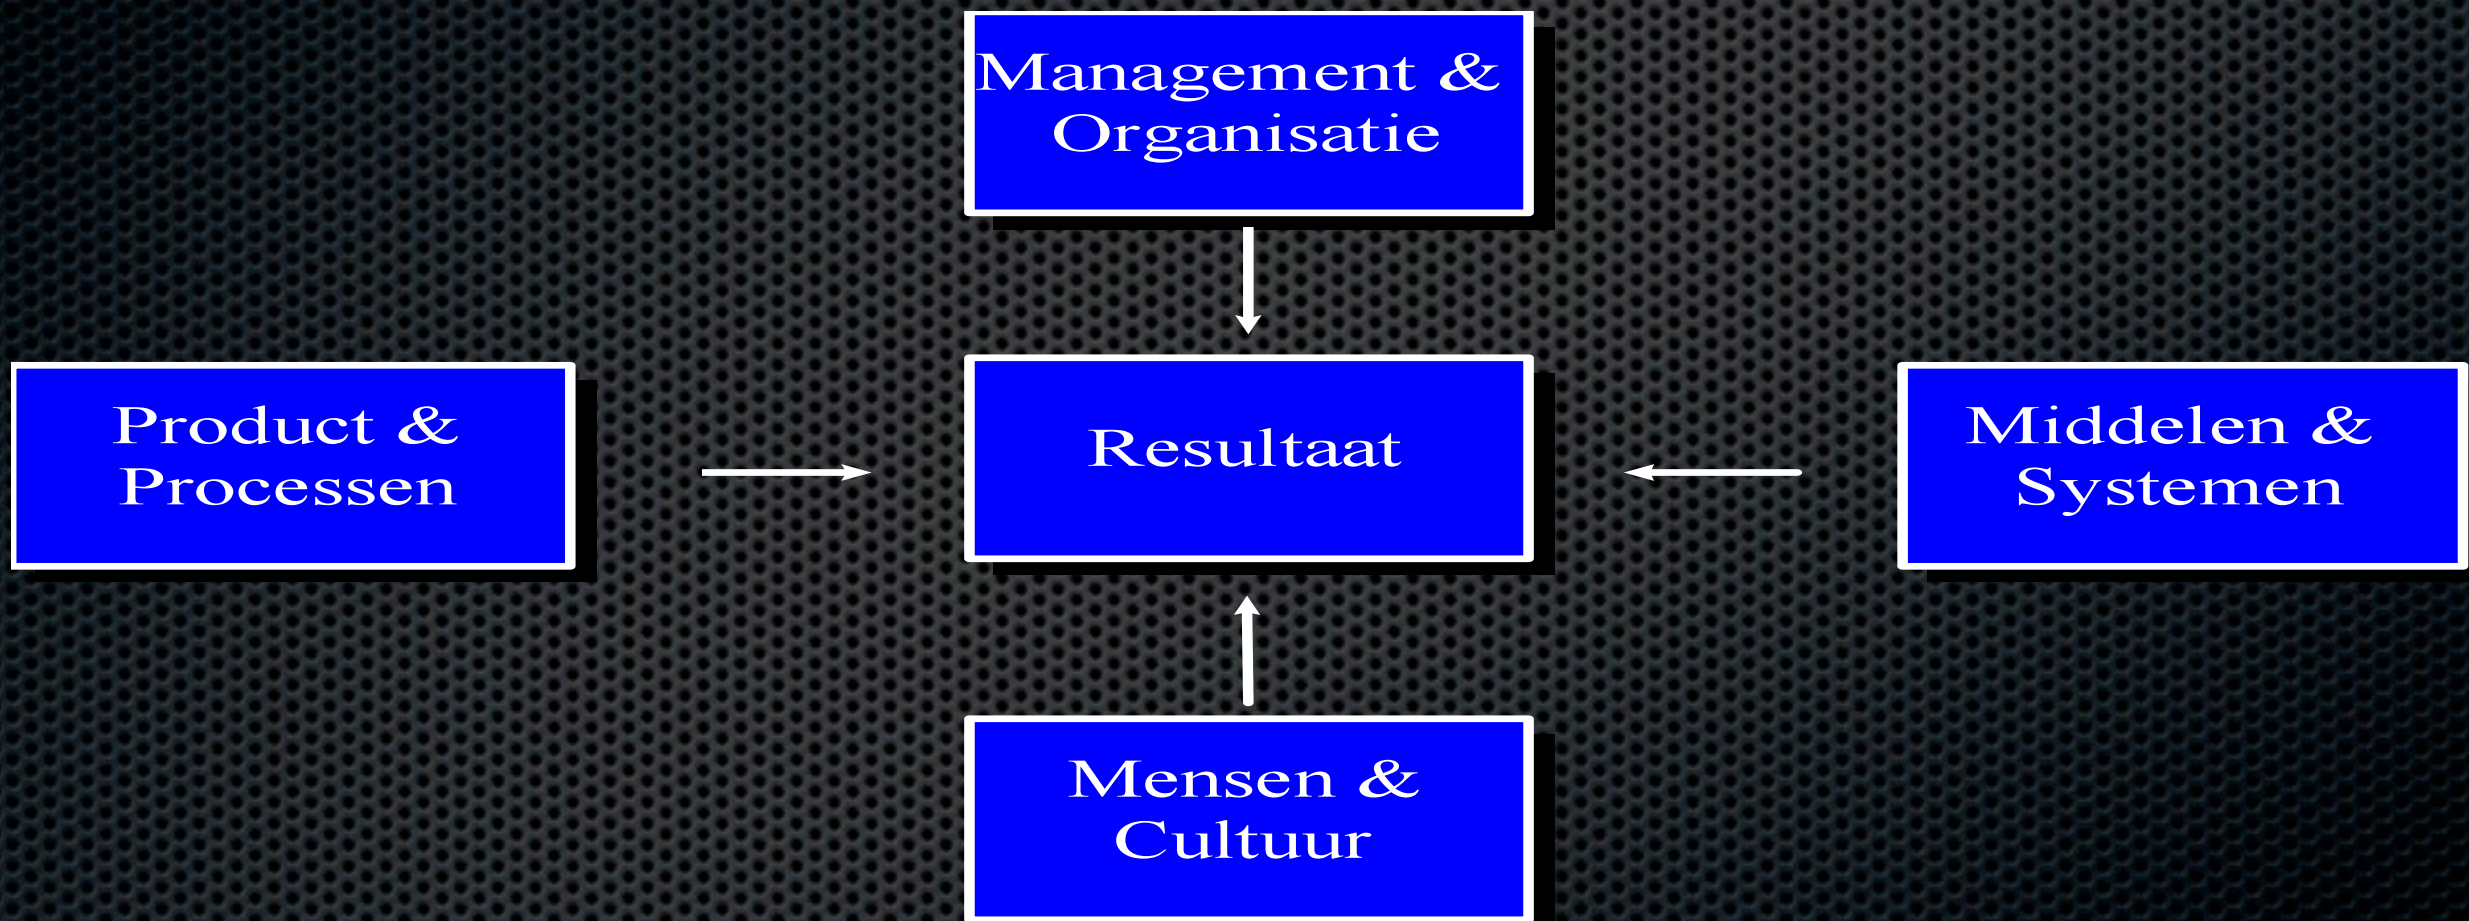 Management &
Organisatie
Product &
Processen
Resultaat
Middelen &
Systemen
Mensen &
Cultuur